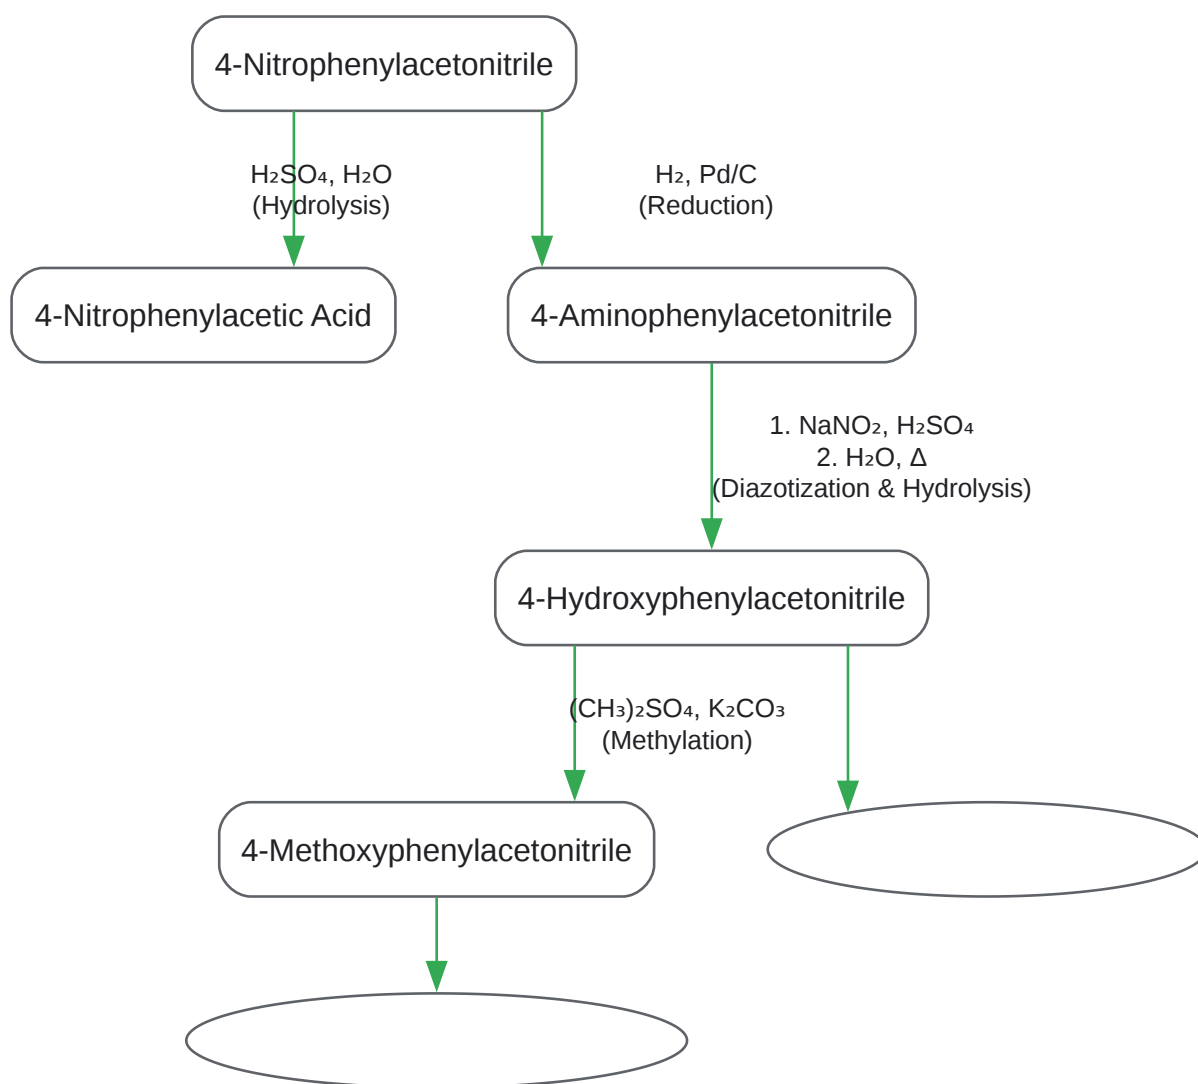 4-Nitrophenylacetonitrile
H₂SO₄, H₂O
(Hydrolysis)
H₂, Pd/C
(Reduction)
4-Nitrophenylacetic Acid
4-Aminophenylacetonitrile
1. NaNO₂, H₂SO₄
2. H₂O, Δ
(Diazotization & Hydrolysis)
4-Hydroxyphenylacetonitrile
(CH₃)₂SO₄, K₂CO₃
(Methylation)
4-Methoxyphenylacetonitrile